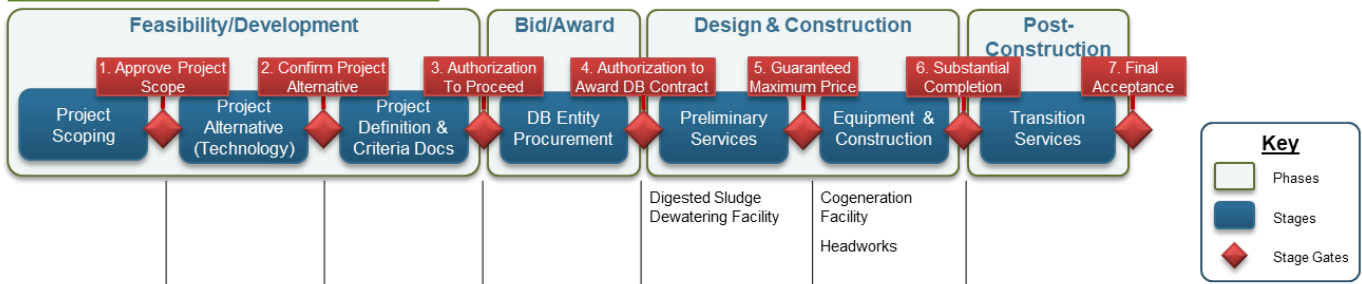 Feasibility/Development
Bid/Award
Design & Construction
Post-
Construction
1. Approve Project
Scope
2. Confirm Project
Alternative
3. Authorization
To Proceed
4. Authorization to
Award DB Contract
5. Guaranteed
Maximum Price
6. Substantial
Completion
7. Final
Acceptance
Project
Scoping
Project
Alternative
(Technology)
Project
Definition &
Criteria Docs
DB Entity
Procurement
Preliminary
Services
Equipment &
Construction
Transition
Services
Digested Sludge
Dewatering Facility
Cogeneration
Facility
Headworks
Key
Phases
Stages
Stage Gates